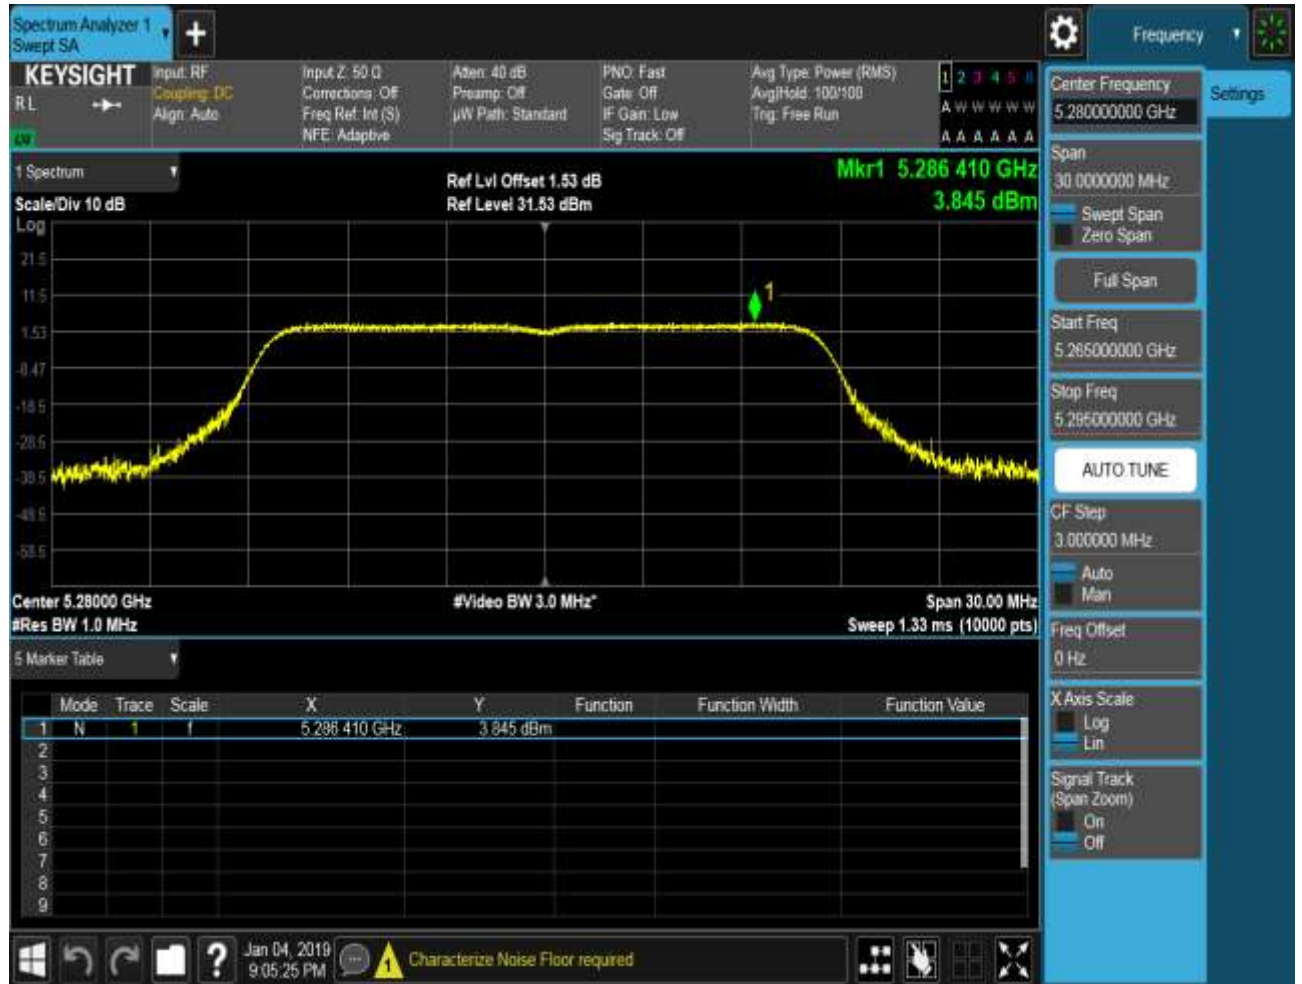 Spectrum Analyzer 1
Swept SA
Frequency
KEYSIGHT
RL
Input: RF
Coupling: DC
Align: Auto
Input Z: 50 Ω
Corrections: Off
Freq Ref: Int (S)
NFE: Adaptive
Atten: 40 dB
Preamp: Off
µW Path: Standard
PNO: Fast
Gate: Off
IF Gain: Low
Sig Track: Off
Avg Type: Power (RMS)
Avg|Hold: 100/100
Trig: Free Run
1 2 3 4 5 6
A W W W W W
A A A A A A
1 Spectrum
Scale/Div 10 dB
Ref Lvl Offset 1.53 dB
Ref Level 31.53 dBm
Mkr1 5.286 410 GHz
3.845 dBm
Log
21.5
11.5
1.53
-8.47
-18.5
-28.5
-38.5
-48.5
-58.5
1
Center 5.28000 GHz
#Res BW 1.0 MHz
#Video BW 3.0 MHz*
Span 30.00 MHz
Sweep 1.33 ms (10000 pts)
5 Marker Table
Mode Trace Scale X Y Function Function Width Function Value
1 N 1 f 5.286 410 GHz 3.845 dBm
2
3
4
5
6
7
8
9
Center Frequency
5.280000000 GHz
Settings
Span
30.0000000 MHz
Swept Span
Zero Span
Full Span
Start Freq
5.265000000 GHz
Stop Freq
5.295000000 GHz
AUTO TUNE
CF Step
3.000000 MHz
Auto
Man
Freq Offset
0 Hz
X Axis Scale
Log
Lin
Signal Track
(Span Zoom)
On
Off
?
Jan 04, 2019
9:05:25 PM
1
Characterize Noise Floor required